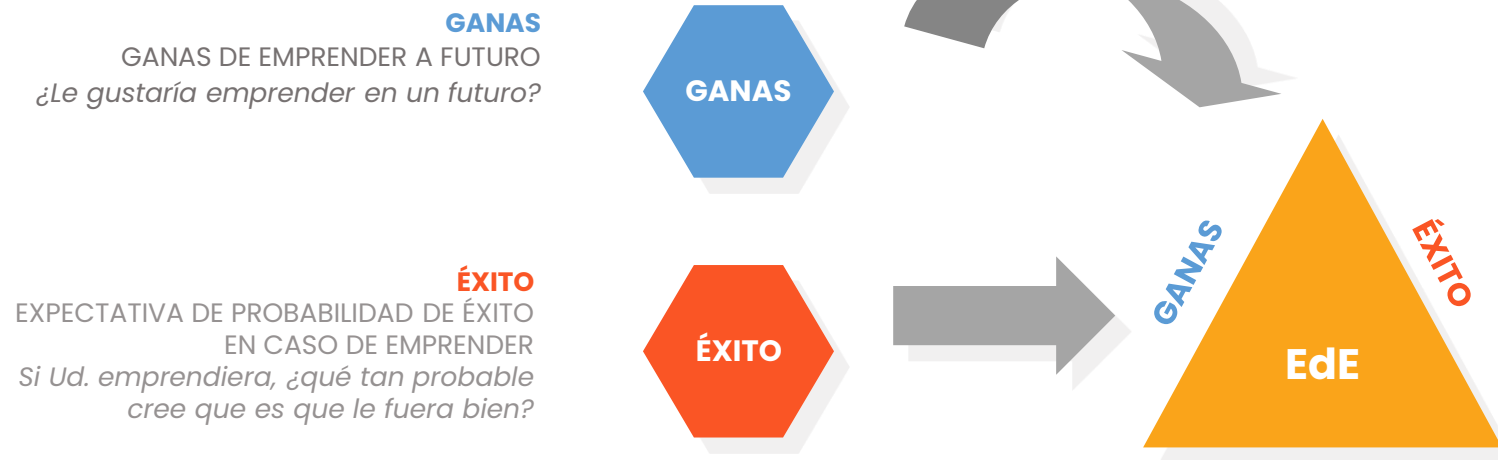 GANAS
GANAS DE EMPRENDER A FUTURO
¿Le gustaría emprender en un futuro?
GANAS
ÉXITO
EXPECTATIVA DE PROBABILIDAD DE ÉXITO
EN CASO DE EMPRENDER
Si Ud. emprendiera, ¿qué tan probable
cree que es que le fuera bien?
ÉXITO
GANAS
ÉXITO
EdE